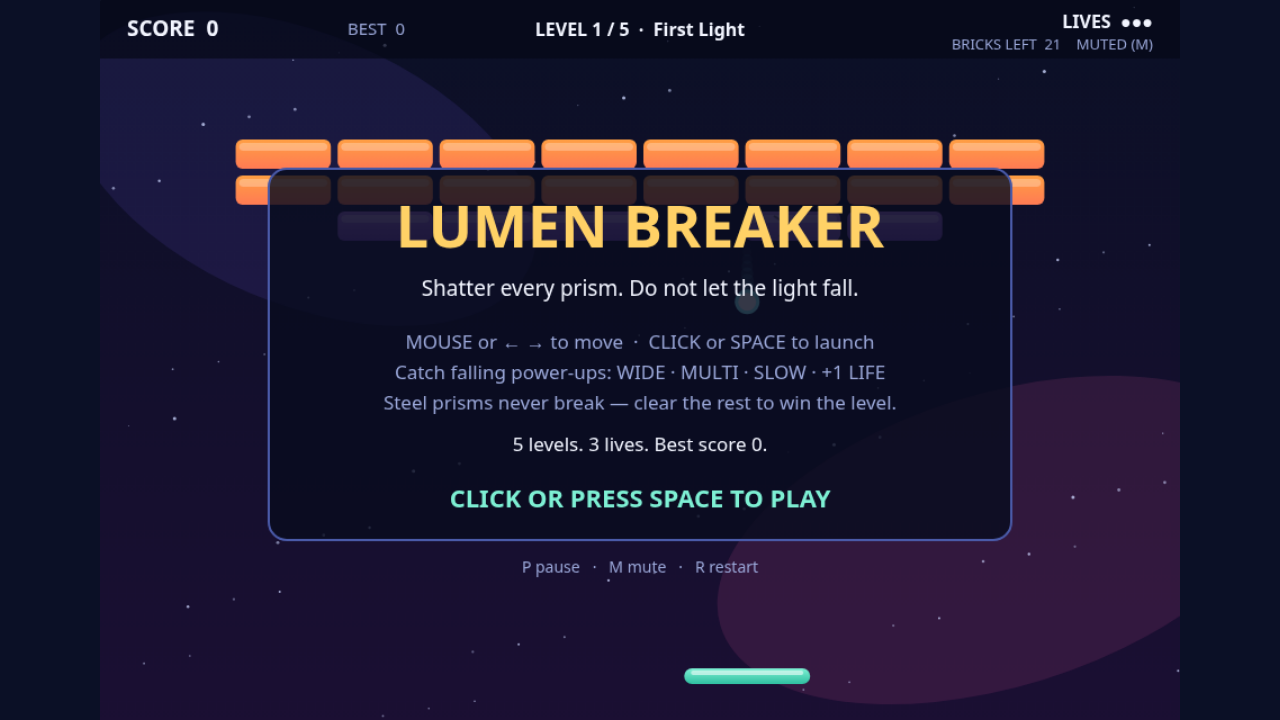 SCORE 0
BEST 0
LEVEL 1 / 5 · First Light
LIVES ●●●
BRICKS LEFT 21 MUTED (M)
LUMEN BREAKER
Shatter every prism. Do not let the light fall.
MOUSE or ← → to move · CLICK or SPACE to launch
Catch falling power-ups: WIDE · MULTI · SLOW · +1 LIFE
Steel prisms never break — clear the rest to win the level.
5 levels. 3 lives. Best score 0.
CLICK OR PRESS SPACE TO PLAY
P pause · M mute · R restart